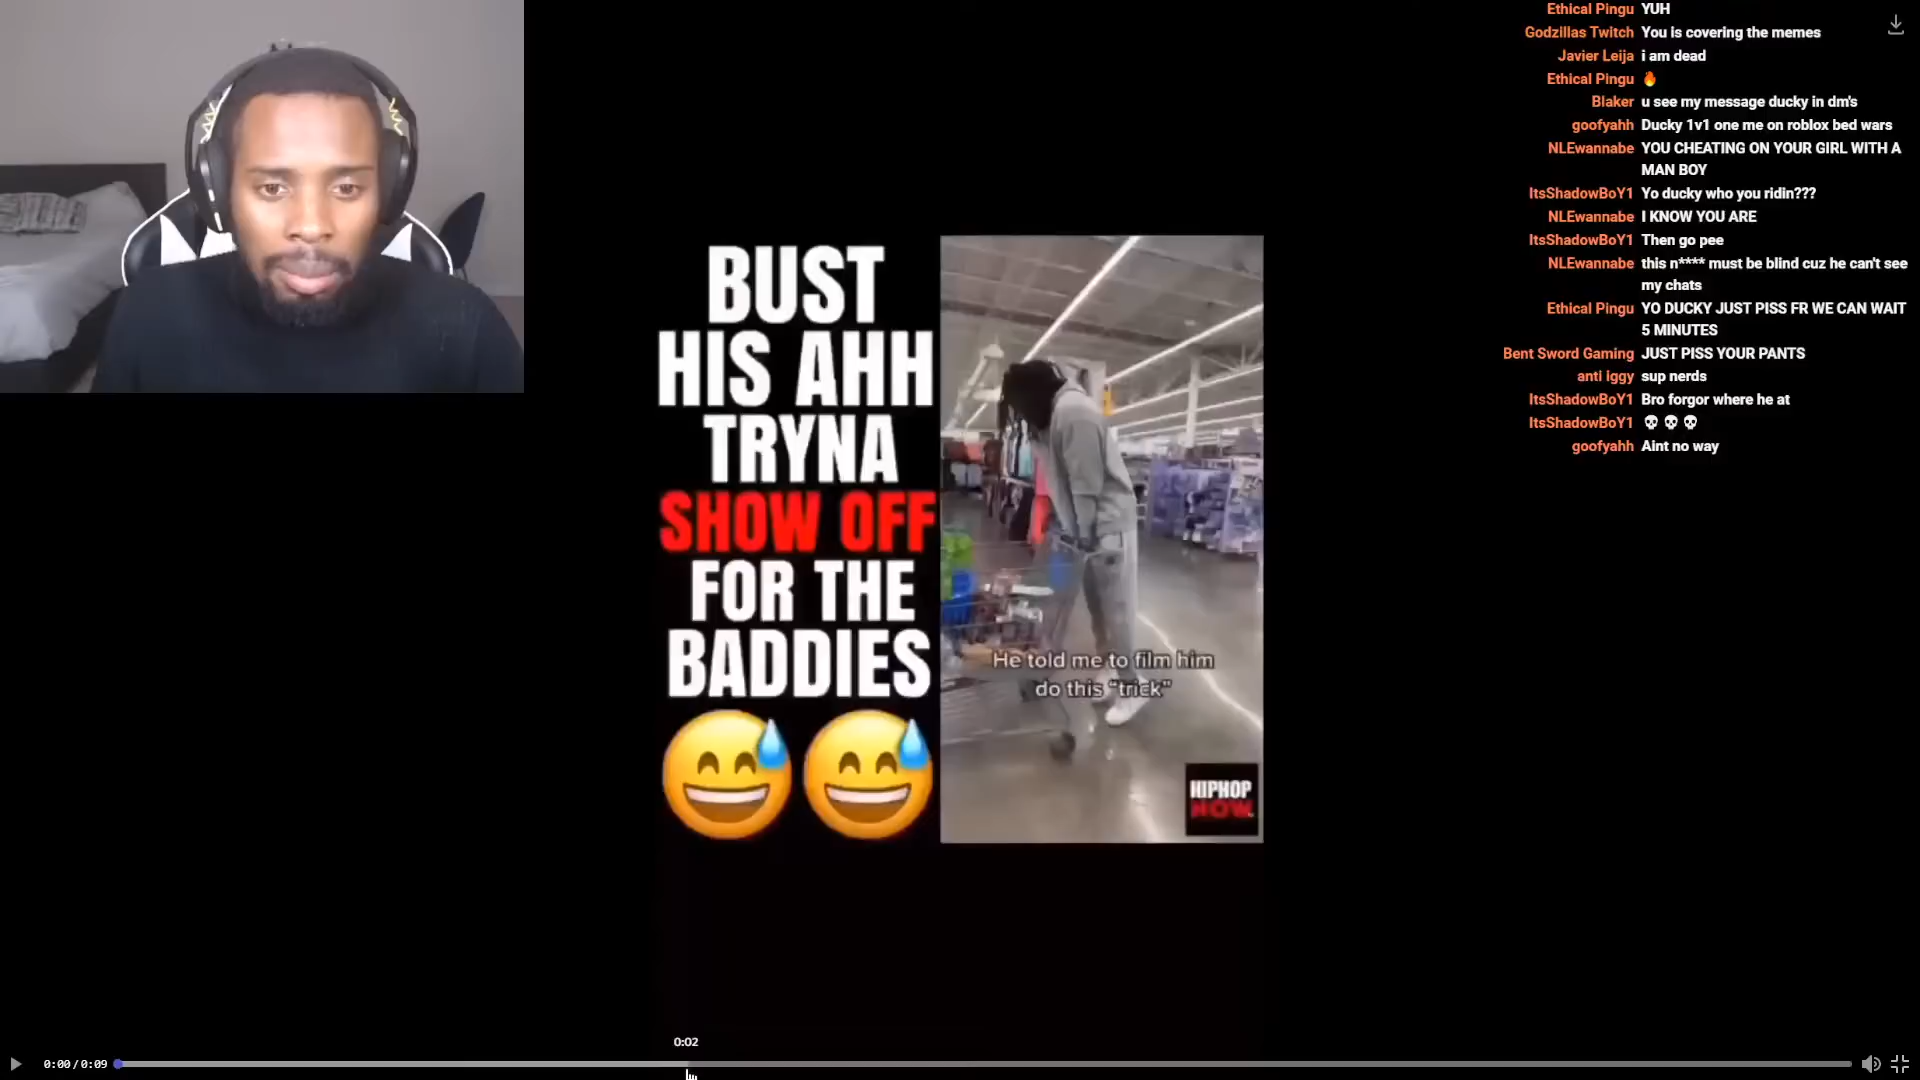 BUST
HIS AHH
TRYNA
SHOW OFF
FOR THE
BADDIES
He told me to film him
do this “trick”
HIPHOP
NOW
Ethical Pingu YUH
Godzillas Twitch You is covering the memes
Javier Leija i am dead
Ethical Pingu 🔥
Blaker u see my message ducky in dm's
goofyahh Ducky 1v1 one me on roblox bed wars
NLEwannabe YOU CHEATING ON YOUR GIRL WITH A
MAN BOY
ItsShadowBoY1 Yo ducky who you ridin???
NLEwannabe I KNOW YOU ARE
ItsShadowBoY1 Then go pee
NLEwannabe this n**** must be blind cuz he can't see
my chats
Ethical Pingu YO DUCKY JUST PISS FR WE CAN WAIT
5 MINUTES
Bent Sword Gaming JUST PISS YOUR PANTS
anti iggy sup nerds
ItsShadowBoY1 Bro forgor where he at
ItsShadowBoY1 💀 💀 💀
goofyahh Aint no way
0:02
0:00 / 0:09